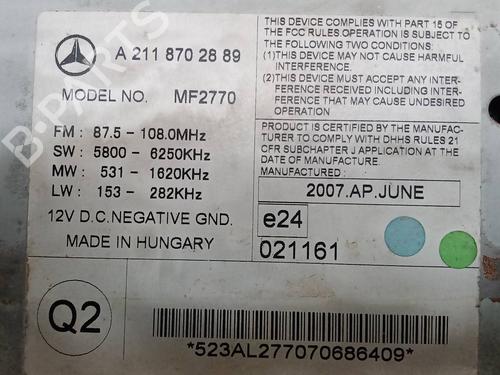 A 211 870 28 89
MODEL NO. MF2770
FM : 87.5 - 108.0MHz
SW : 5800 - 6250KHz
MW : 531 - 1620KHz
LW : 153 - 282KHz
12V D.C.NEGATIVE GND.
MADE IN HUNGARY
THIS DEVICE COMPLIES WITH PART 15 OF
THE FCC RULES OPERATION IS SUBJECT TO
THE FOLLOWING TWO CONDITIONS:
(1)THIS DEVICE MAY NOT CAUSE HARMFUL
INTERFERENCE.
(2)THIS DEVICE MUST ACCEPT ANY INTERFER-
ENCE RECEIVED INCLUDING INTERFERENCE
THAT MAY CAUSE UNDESIRED
OPERATION
PRODUCT IS CERTIFIED BY THE MANUFAC-
TURER TO COMPLY WITH DHHS RULES 21
CFR SUBCHAPTER J APPLICATION AT THE
DATE OF MANUFACTURE.
MANUFACTURED :
2007.AP.JUNE
e24
021161
Q2
*523AL277070686409*
B-PARTS